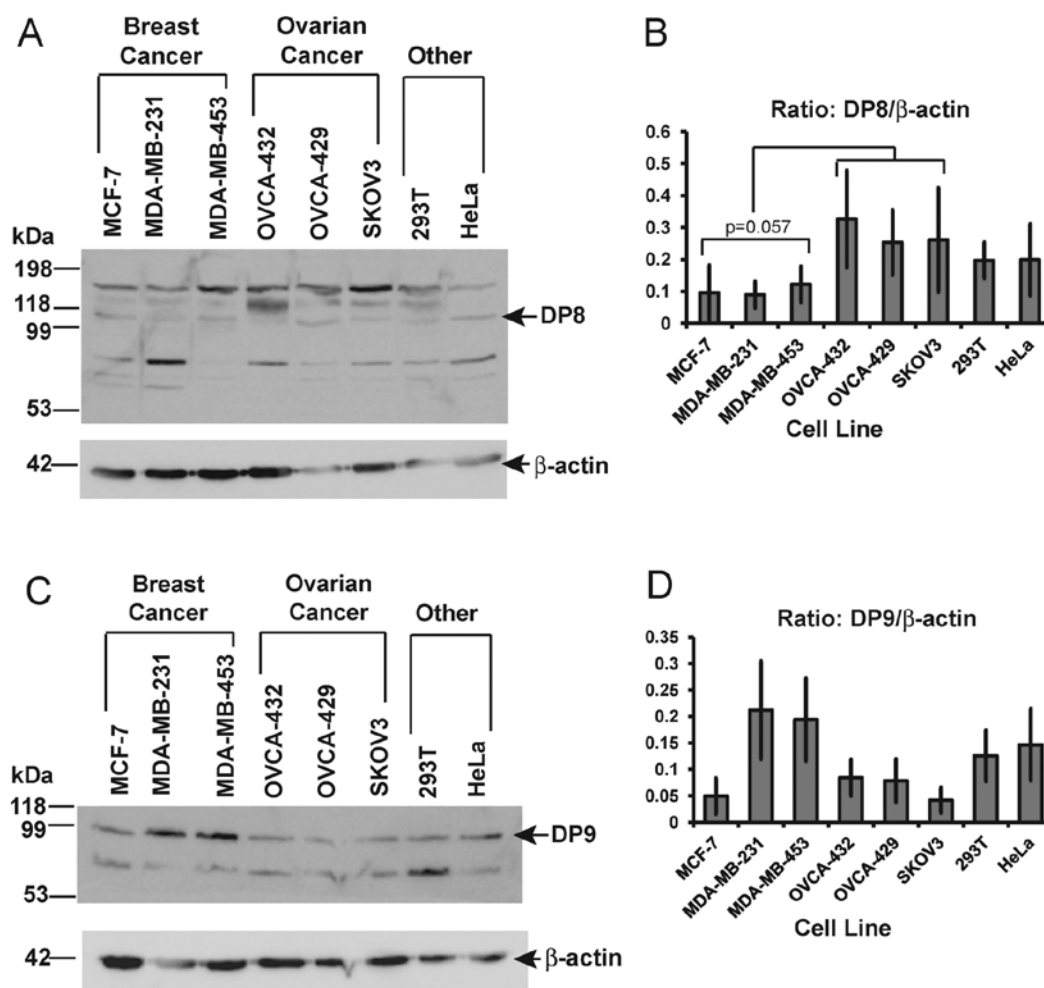 A
Breast
Cancer
Ovarian
Cancer
Other
MCF-7
MDA-MB-231
MDA-MB-453
OVCA-432
OVCA-429
SKOV3
293T
HeLa
kDa
198
118
99
53
DP8
42
β-actin
B
Ratio: DP8/β-actin
0.6
0.5
0.4
0.3
0.2
0.1
0
p=0.057
MCF-7
MDA-MB-231
MDA-MB-453
OVCA-432
OVCA-429
SKOV3
293T
HeLa
Cell Line
C
Breast
Cancer
Ovarian
Cancer
Other
MCF-7
MDA-MB-231
MDA-MB-453
OVCA-432
OVCA-429
SKOV3
293T
HeLa
kDa
118
99
53
DP9
42
β-actin
D
Ratio: DP9/β-actin
0.35
0.3
0.25
0.2
0.15
0.1
0.05
0
MCF-7
MDA-MB-231
MDA-MB-453
OVCA-432
OVCA-429
SKOV3
293T
HeLa
Cell Line